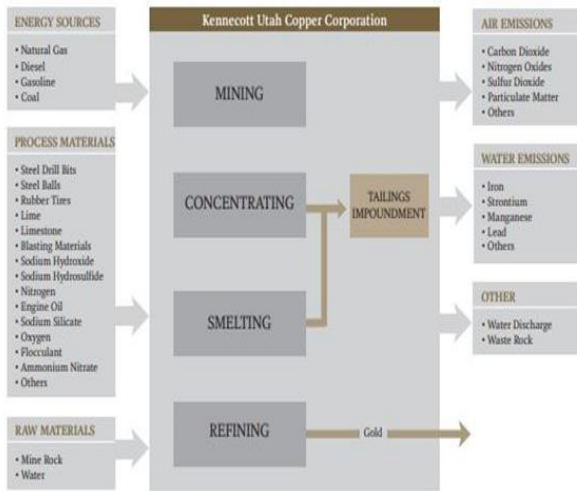 ENERGY SOURCES
• Natural Gas
• Diesel
• Gasoline
• Coal
PROCESS MATERIALS
• Steel Drill Bits
• Steel Balls
• Rubber Tires
• Lime
• Limestone
• Blasting Materials
• Sodium Hydroxide
• Sodium Hydrosulfide
• Nitrogen
• Engine Oil
• Sodium Silicate
• Oxygen
• Flocculant
• Ammonium Nitrate
• Others
RAW MATERIALS
• Mine Rock
• Water
Kennecott Utah Copper Corporation
MINING
CONCENTRATING
TAILINGS
IMPOUNDMENT
SMELTING
REFINING
Gold
AIR EMISSIONS
• Carbon Dioxide
• Nitrogen Oxides
• Sulfur Dioxide
• Particulate Matter
• Others
WATER EMISSIONS
• Iron
• Strontium
• Manganese
• Lead
• Others
OTHER
• Water Discharge
• Waste Rock